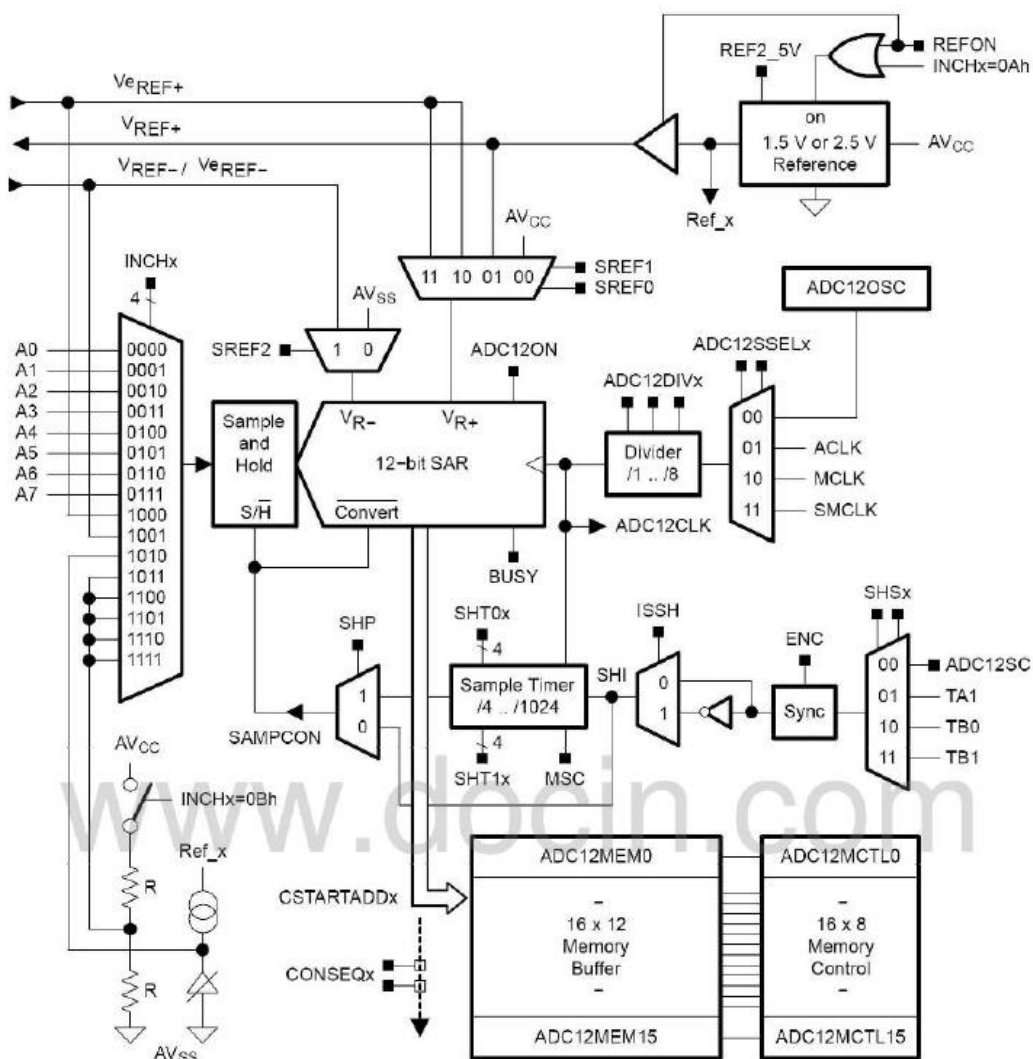 VeREF+
REF2_5V
REFON
INCHx=0Ah
VREF+
on
1.5 V or 2.5 V
Reference
AVCC
VREF− / VeREF−
Ref_x
AVCC
INCHx
4
11 10 01 00
SREF1
SREF0
ADC12OSC
AVSS
SREF2
1 0
ADC12ON
ADC12SSELx
ADC12DIVx
A0
A1
A2
A3
A4
A5
A6
A7
0000
0001
0010
0011
0100
0101
0110
0111
1000
1001
1010
1011
1100
1101
1110
1111
Sample
and
Hold
S/H
VR−
VR+
12−bit SAR
Convert
Divider
/1 .. /8
00
01
10
11
ACLK
MCLK
SMCLK
ADC12CLK
BUSY
SHP
SHT0x
4
ISSH
ENC
SHSx
1
0
SAMPCON
Sample Timer
/4 .. /1024
SHI
0
1
Sync
00
01
10
11
ADC12SC
TA1
TB0
TB1
4
SHT1x
MSC
AVCC
INCHx=0Bh
www.docin.com
Ref_x
R
R
AVSS
CSTARTADDx
CONSEQx
ADC12MEM0
–
16 x 12
Memory
Buffer
–
ADC12MEM15
ADC12MCTL0
–
16 x 8
Memory
Control
–
ADC12MCTL15